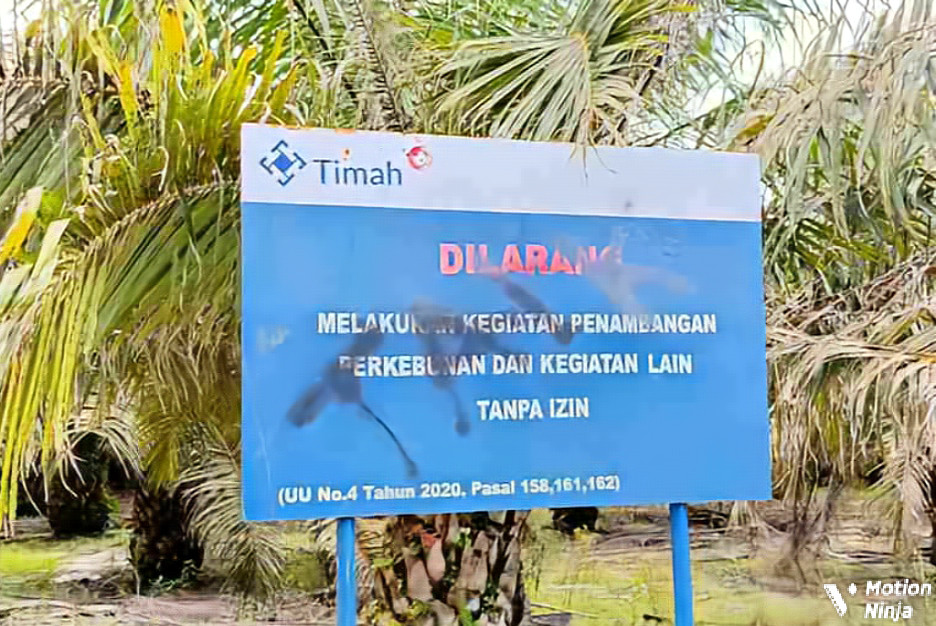 Timah
DILARANG
MELAKUKAN KEGIATAN PENAMBANGAN
PERKEBUNAN DAN KEGIATAN LAIN
TANPA IZIN
(UU No.4 Tahun 2020, Pasal 158,161,162)
Motion
Ninja